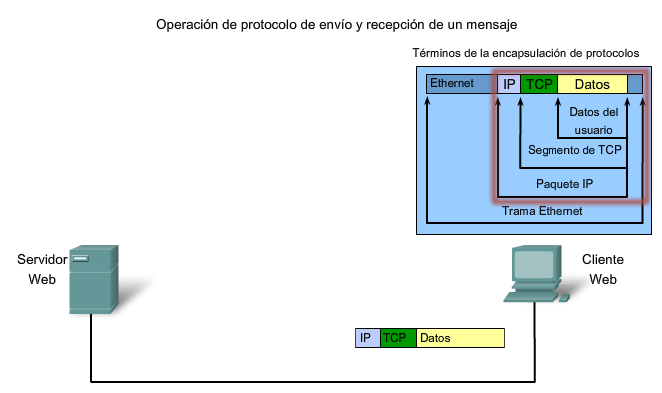 Operación de protocolo de envío y recepción de un mensaje
Términos de la encapsulación de protocolos
Ethernet IP TCP Datos
Datos del
usuario
Segmento de TCP
Paquete IP
Trama Ethernet
Servidor
Web
Cliente
Web
IP TCP Datos